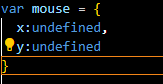 var mouse = {
  x:undefined,
  y:undefined
}